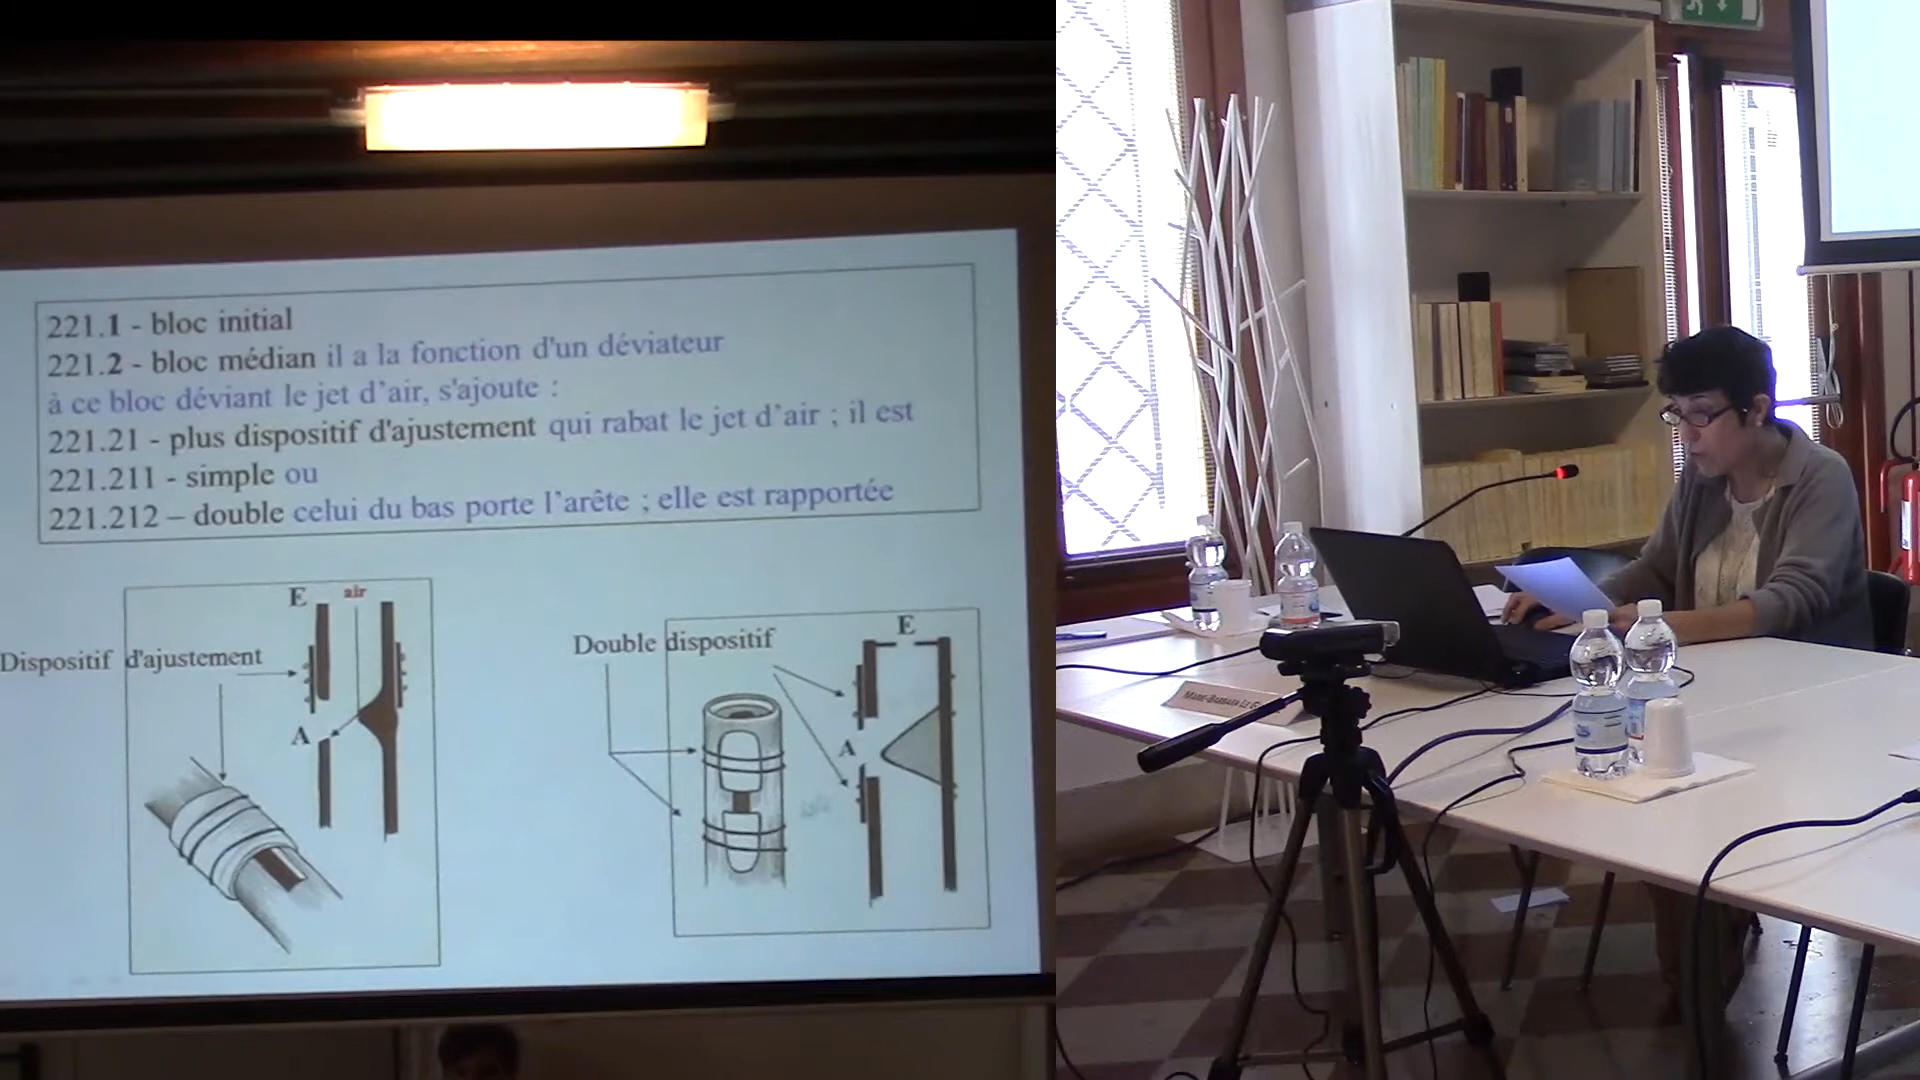 221.1 - bloc initial
221.2 - bloc médian il a la fonction d'un déviateur
à ce bloc déviant le jet d’air, s'ajoute :
221.21 - plus dispositif d'ajustement qui rabat le jet d’air ; il est
221.211 - simple ou
221.212 – double celui du bas porte l’arête ; elle est rapportée
E air
Dispositif d'ajustement
A
Double dispositif
E
A